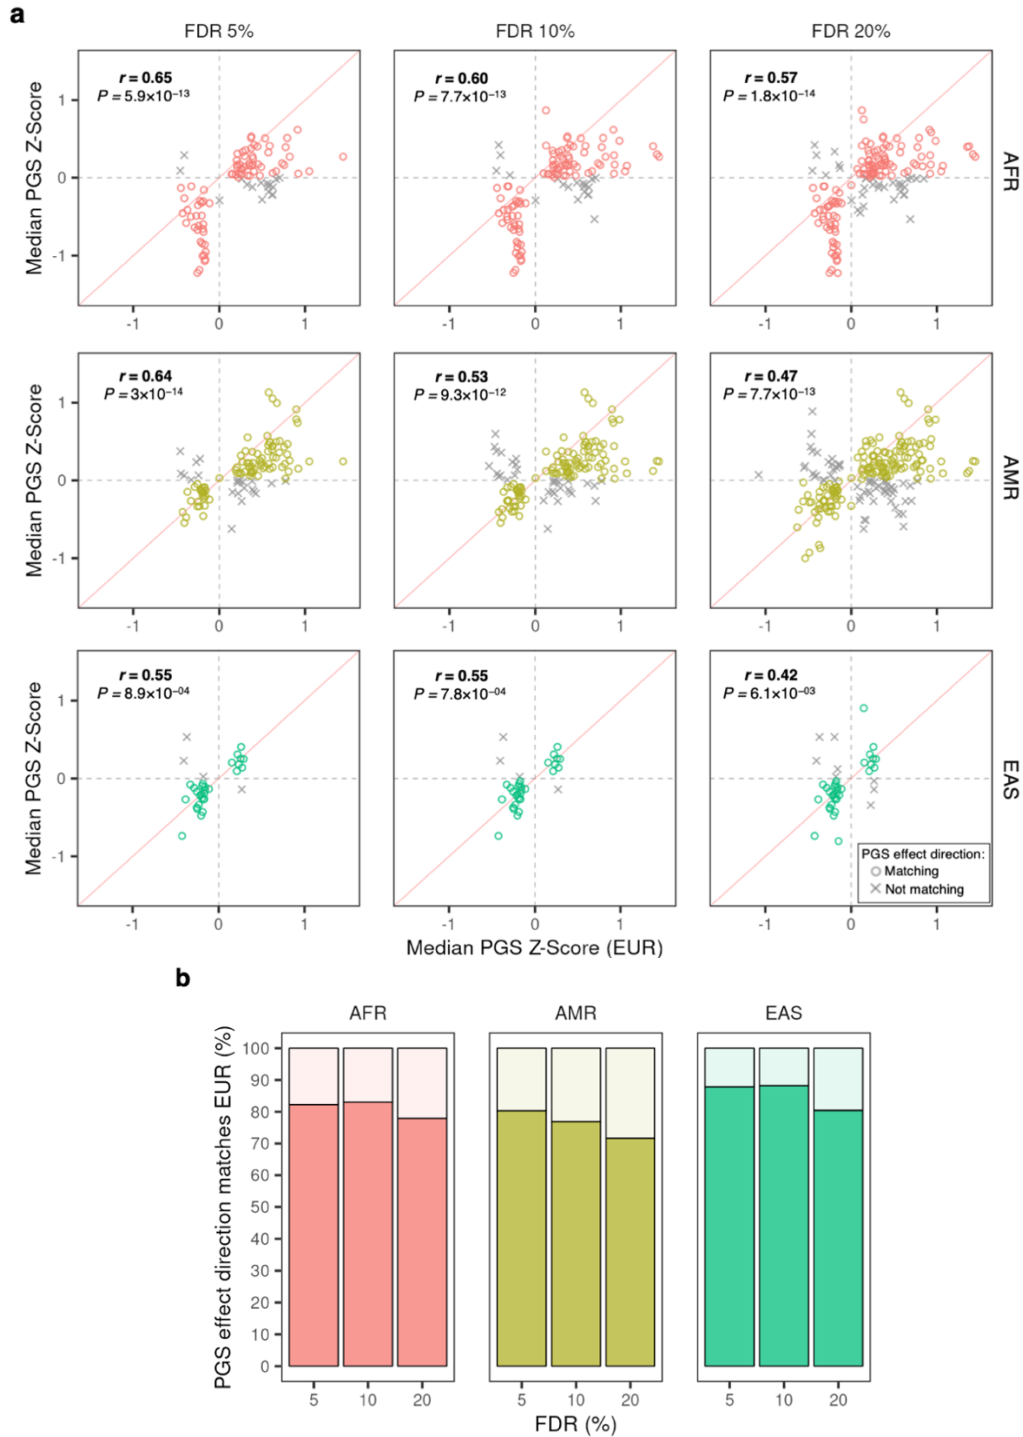 a
FDR 5% FDR 10% FDR 20%
r = 0.65
P = 5.9×10−13
r = 0.60
P = 7.7×10−13
r = 0.57
P = 1.8×10−14
Median PGS Z-Score
1
0
-1
AFR
-1 0 1 -1 0 1 -1 0 1
r = 0.64
P = 3×10−14
r = 0.53
P = 9.3×10−12
r = 0.47
P = 7.7×10−13
Median PGS Z-Score
1
0
-1
AMR
-1 0 1 -1 0 1 -1 0 1
r = 0.55
P = 8.9×10−04
r = 0.55
P = 7.8×10−04
r = 0.42
P = 6.1×10−03
Median PGS Z-Score
1
0
-1
EAS
PGS effect direction:
Matching
Not matching
-1 0 1 -1 0 1 -1 0 1
Median PGS Z-Score (EUR)
b
AFR AMR EAS
PGS effect direction matches EUR (%)
100
90
80
70
60
50
40
30
20
10
0
5 10 20 5 10 20 5 10 20
FDR (%)